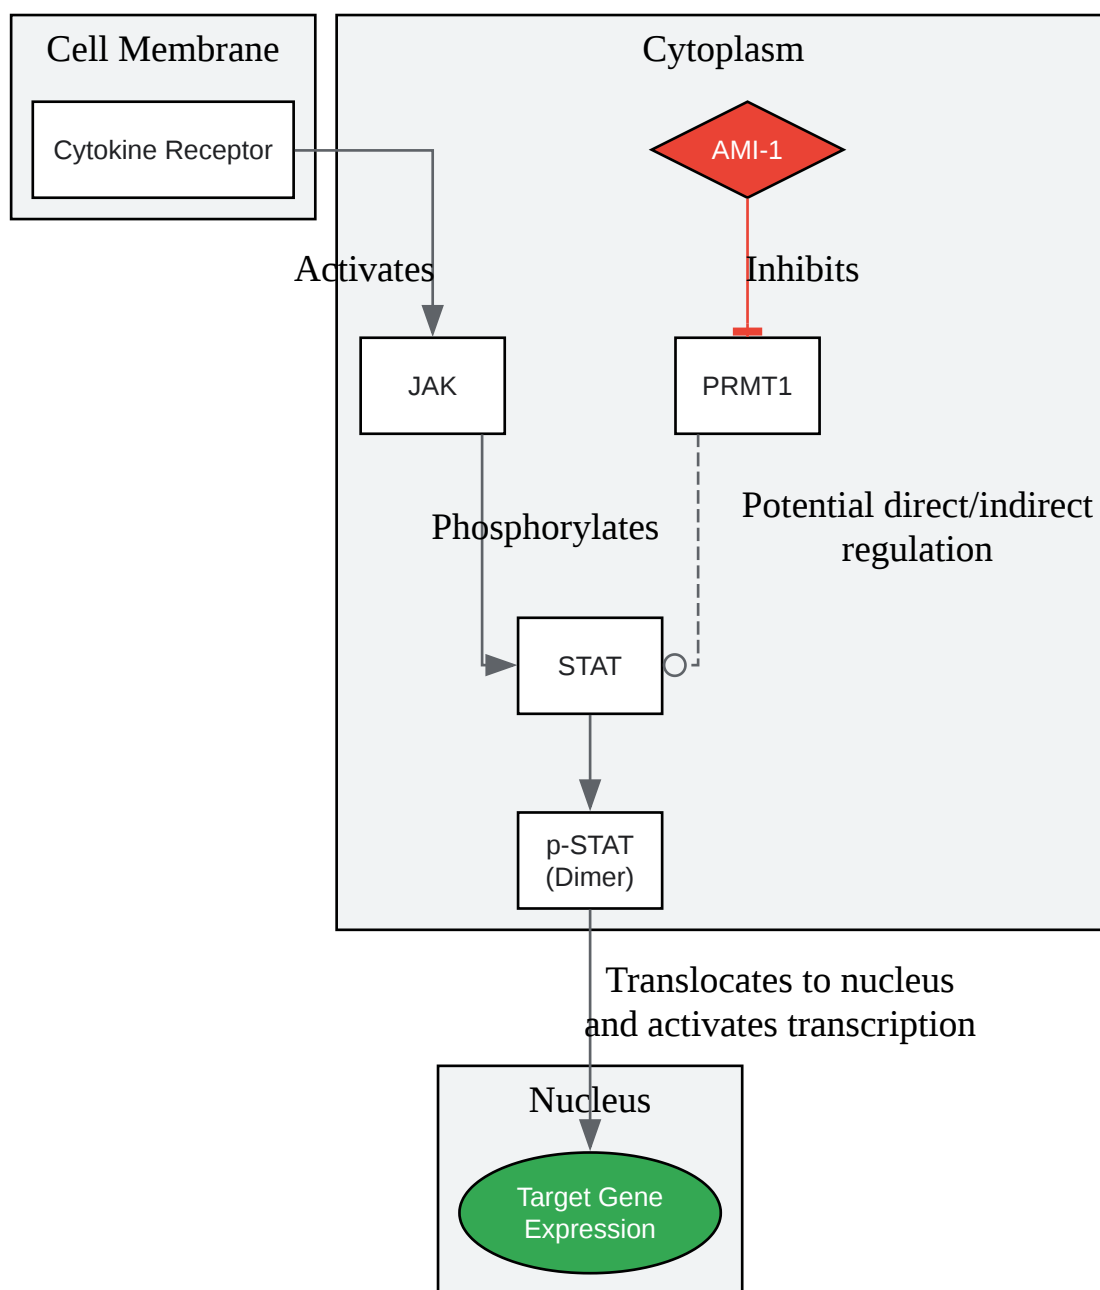 Cell Membrane
Cytoplasm
Cytokine Receptor
AMI-1
Activates
Inhibits
JAK
PRMT1
Phosphorylates
Potential direct/indirect
regulation
STAT
p-STAT
(Dimer)
Translocates to nucleus
and activates transcription
Nucleus
Target Gene
Expression